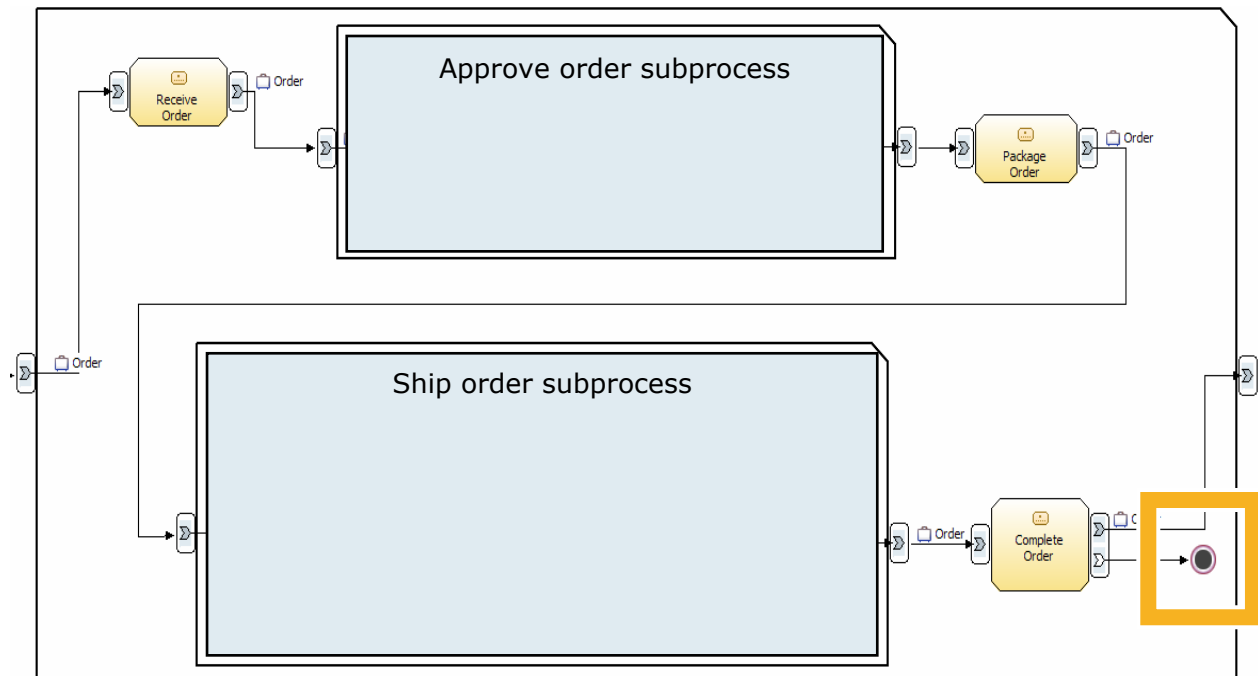 Order
Receive
Order
Approve order subprocess
Package
Order
Order
Order
Ship order subprocess
Order
Complete
Order